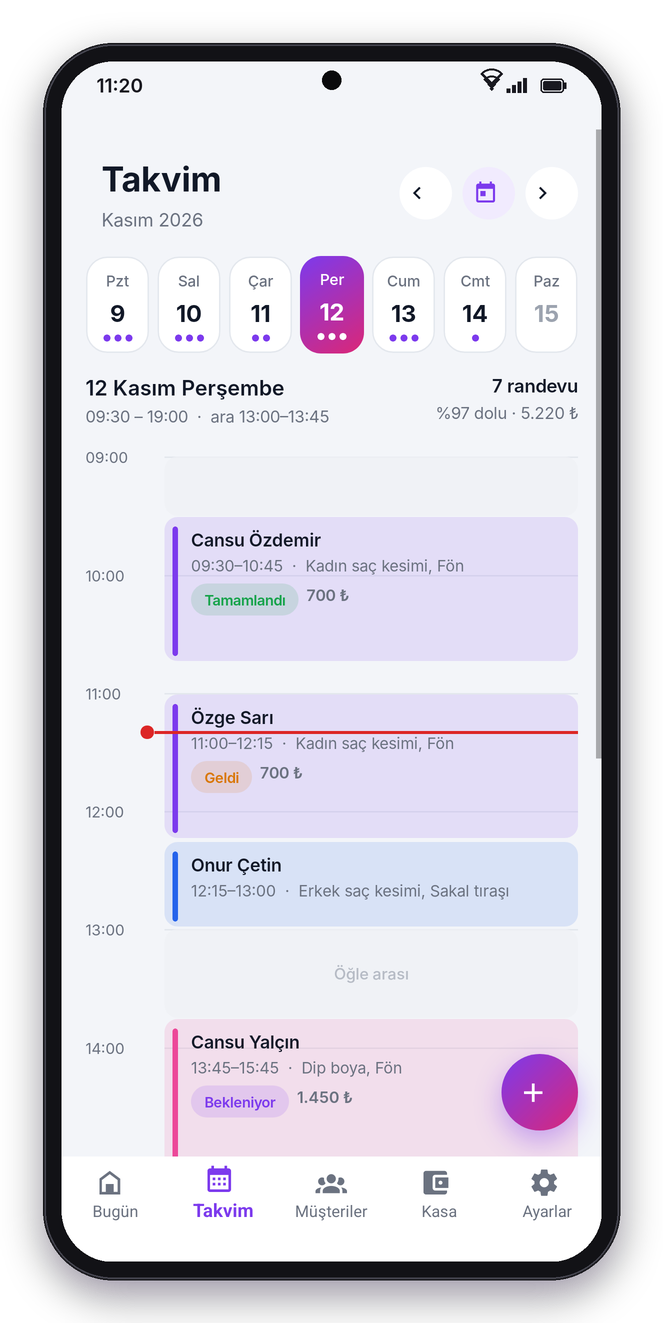 11:20
Takvim
Kasım 2026
Pzt Sal Çar Per Cum Cmt Paz
9 10 11 12 13 14 15
12 Kasım Perşembe 7 randevu
09:30 – 19:00 · ara 13:00–13:45 %97 dolu · 5.220 ₺
09:00
Cansu Özdemir
09:30–10:45 · Kadın saç kesimi, Fön
10:00
Tamamlandı 700 ₺
11:00
Özge Sarı
11:00–12:15 · Kadın saç kesimi, Fön
Geldi 700 ₺
12:00
Onur Çetin
12:15–13:00 · Erkek saç kesimi, Sakal tıraşı
13:00
Öğle arası
Cansu Yalçın
14:00
13:45–15:45 · Dip boya, Fön
Bekleniyor 1.450 ₺
Bugün Takvim Müşteriler Kasa Ayarlar